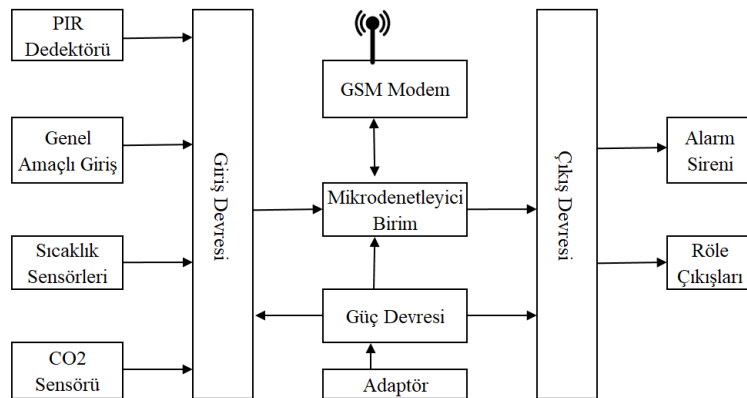 PIR
Dedektörü
Genel
Amaçlı Giriş
Sıcaklık
Sensörleri
CO2
Sensörü
Giriş Devresi
GSM Modem
Mikrodenetleyici
Birim
Güç Devresi
Adaptör
Çıkış Devresi
Alarm
Sireni
Röle
Çıkışları